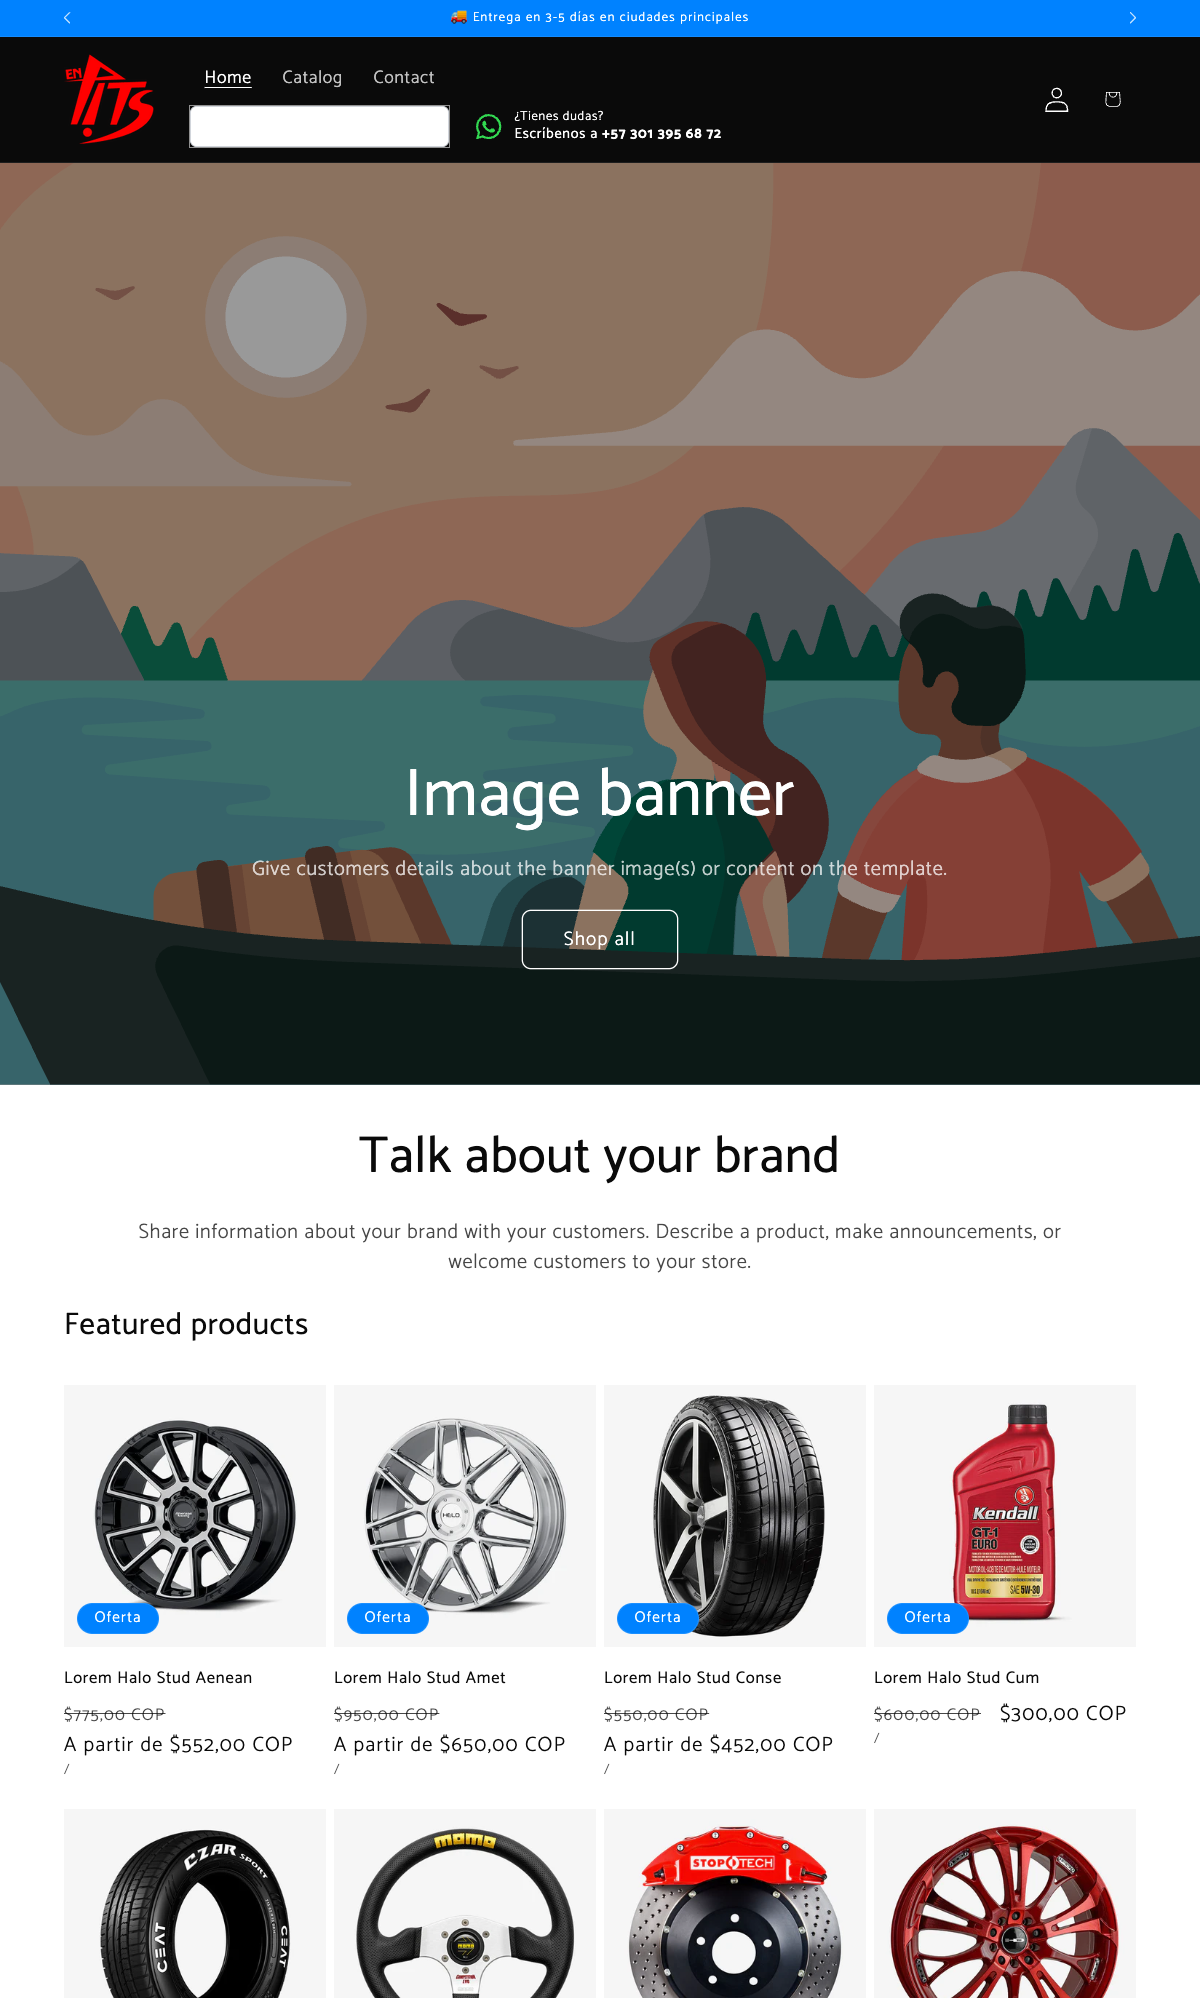 🚚 Entrega en 3-5 días en ciudades principales
EN PITS
Home Catalog Contact
¿Tienes dudas?
Escríbenos a +57 301 395 68 72
Image banner
Give customers details about the banner image(s) or content on the template.
Shop all
Talk about your brand
Share information about your brand with your customers. Describe a product, make announcements, or
welcome customers to your store.
Featured products
HELO
Kendall
GT-1
EURO
SAE 5W-30
Oferta Oferta Oferta Oferta
Lorem Halo Stud Aenean
$775,00 COP
A partir de $552,00 COP
/
Lorem Halo Stud Amet
$950,00 COP
A partir de $650,00 COP
/
Lorem Halo Stud Conse
$550,00 COP
A partir de $452,00 COP
/
Lorem Halo Stud Cum
$600,00 COP $300,00 COP
/
CZAR SPORT
CEAT
CEAT
momo
momo
STOPTECH